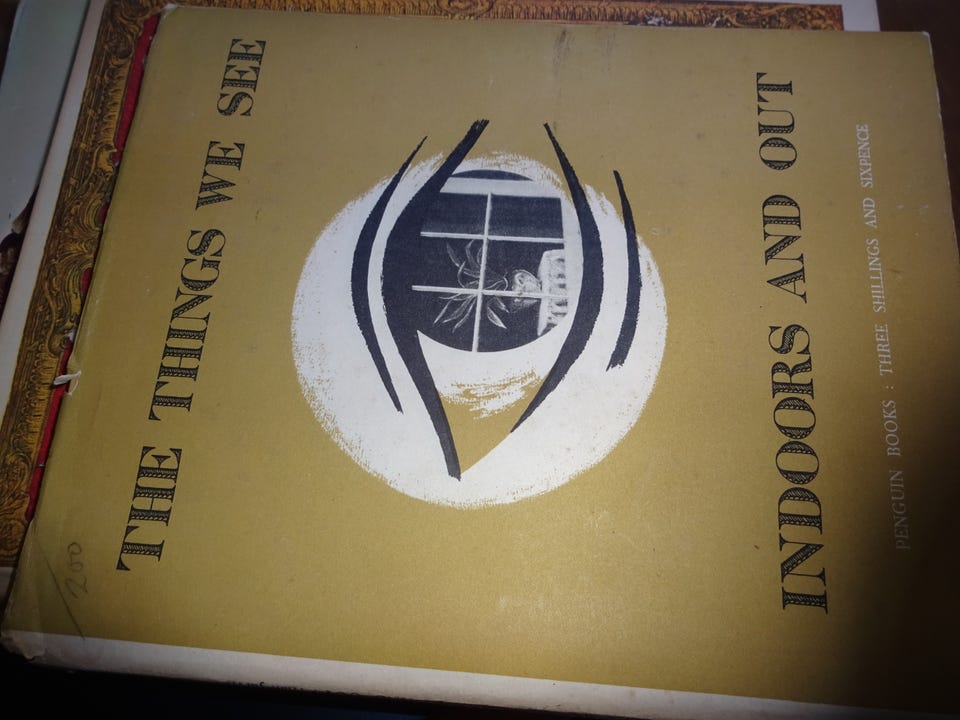 THE THINGS WE SEE
INDOORS AND OUT
PENGUIN BOOKS : THREE SHILLINGS AND SIXPENCE
/200